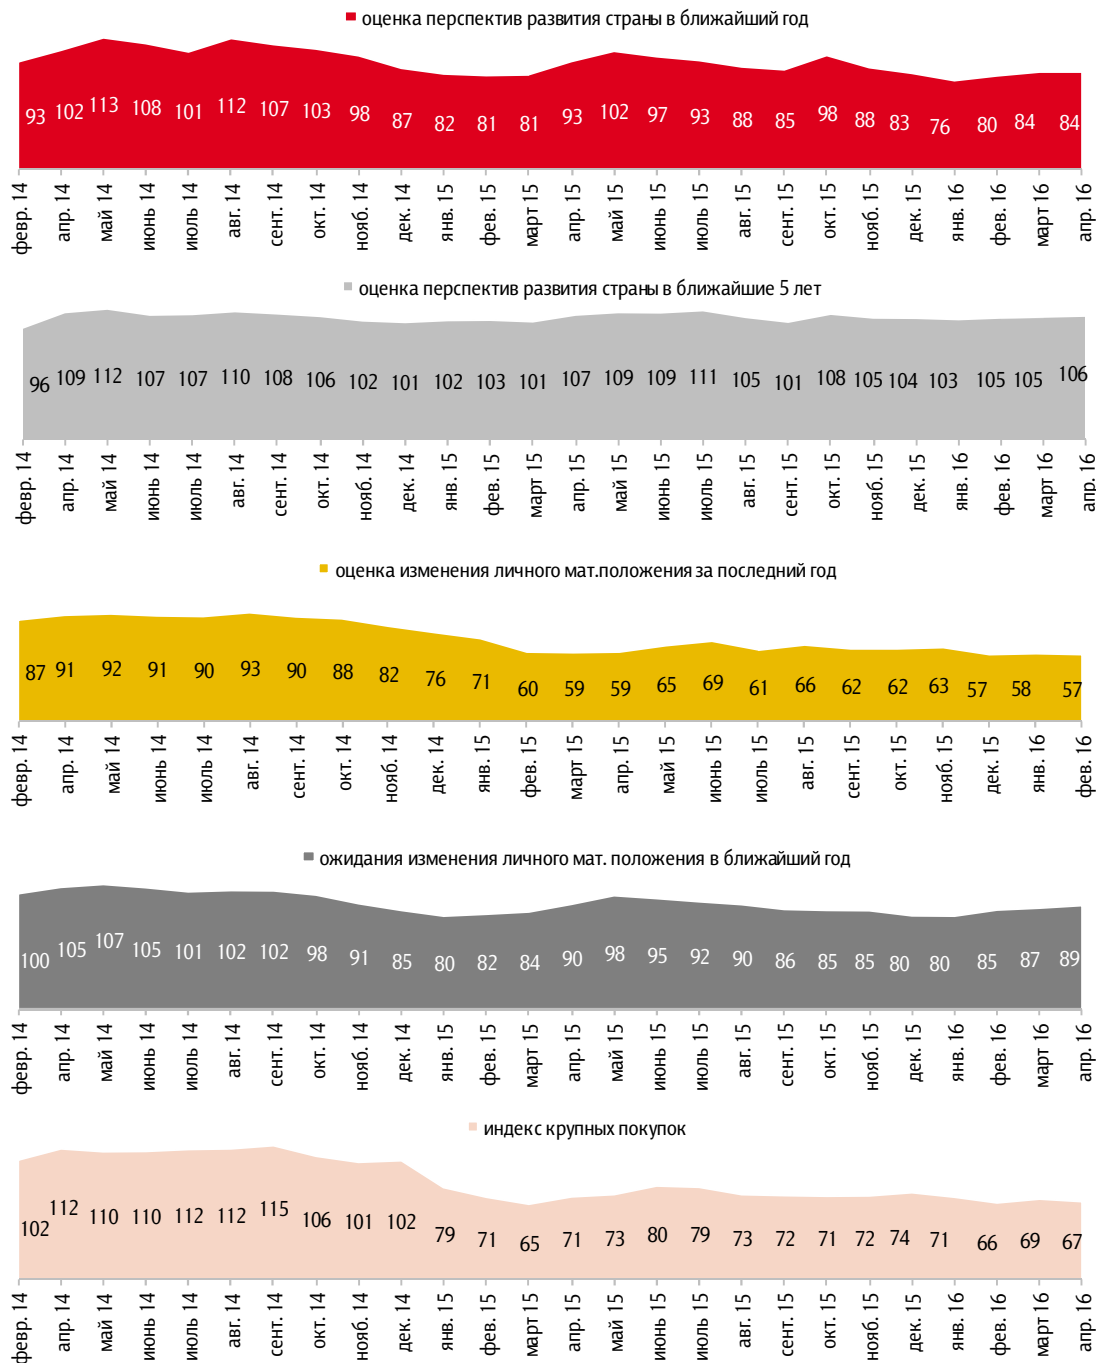 оценка перспектив развития страны в ближайший год
93 102 113 108 101 112 107 103 98 87 82 81 81 93 102 97 93 88 85 98 88 83 76 80 84 84
февр. 14 апр. 14 май 14 июнь 14 июль 14 авг. 14 сент. 14 окт. 14 нояб. 14 дек. 14 янв. 15 фев. 15 март 15 апр. 15 май 15 июнь 15 июль 15 авг. 15 сент. 15 окт. 15 нояб. 15 дек. 15 янв. 16 фев. 16 март 16 апр. 16
оценка перспектив развития страны в ближайшие 5 лет
96 109 112 107 107 110 108 106 102 101 102 103 101 107 109 109 111 105 101 108 105 104 103 105 105 106
февр. 14 апр. 14 май 14 июнь 14 июль 14 авг. 14 сент. 14 окт. 14 нояб. 14 дек. 14 янв. 15 фев. 15 март 15 апр. 15 май 15 июнь 15 июль 15 авг. 15 сент. 15 окт. 15 нояб. 15 дек. 15 янв. 16 фев. 16 март 16 апр. 16
оценка изменения личного мат.положения за последний год
87 91 92 91 90 93 90 88 82 76 71 60 59 59 65 69 61 66 62 62 63 57 58 57
февр. 14 апр. 14 май 14 июнь 14 июль 14 авг. 14 сент. 14 окт. 14 нояб. 14 дек. 14 янв. 15 фев. 15 март 15 апр. 15 май 15 июнь 15 июль 15 авг. 15 сент. 15 окт. 15 нояб. 15 дек. 15 янв. 16 фев. 16
ожидания изменения личного мат. положения в ближайший год
100 105 107 105 101 102 102 98 91 85 80 82 84 90 98 95 92 90 86 85 85 80 80 85 87 89
февр. 14 апр. 14 май 14 июнь 14 июль 14 авг. 14 сент. 14 окт. 14 нояб. 14 дек. 14 янв. 15 фев. 15 март 15 апр. 15 май 15 июнь 15 июль 15 авг. 15 сент. 15 окт. 15 нояб. 15 дек. 15 янв. 16 фев. 16 март 16 апр. 16
индекс крупных покупок
102 112 110 110 112 112 115 106 101 102 79 71 65 71 73 80 79 73 72 71 72 74 71 66 69 67
февр. 14 апр. 14 май 14 июнь 14 июль 14 авг. 14 сент. 14 окт. 14 нояб. 14 дек. 14 янв. 15 фев. 15 март 15 апр. 15 май 15 июнь 15 июль 15 авг. 15 сент. 15 окт. 15 нояб. 15 дек. 15 янв. 16 фев. 16 март 16 апр. 16